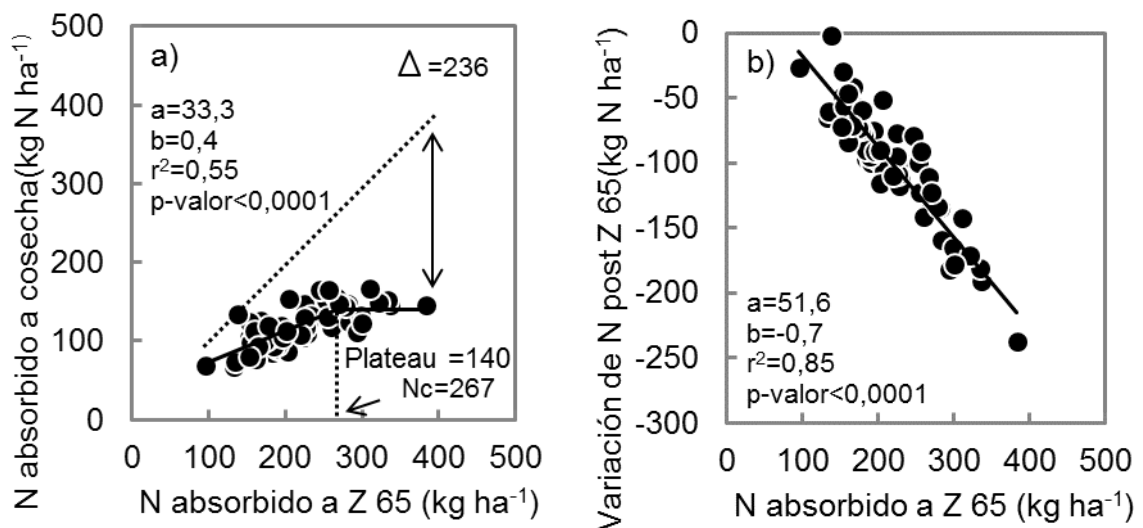 N absorbido a cosecha(kg N ha⁻¹)
500
400
300
200
100
0
a)
Δ =236
a=33,3
b=0,4
r²=0,55
p-valor<0,0001
Plateau =140
Nc=267
0 100 200 300 400 500
N absorbido a Z 65 (kg ha⁻¹)
Variación de N post Z 65(kg N ha⁻¹)
0
-50
-100
-150
-200
-250
-300
b)
a=51,6
b=-0,7
r²=0,85
p-valor<0,0001
0 100 200 300 400 500
N absorbido a Z 65 (kg ha⁻¹)